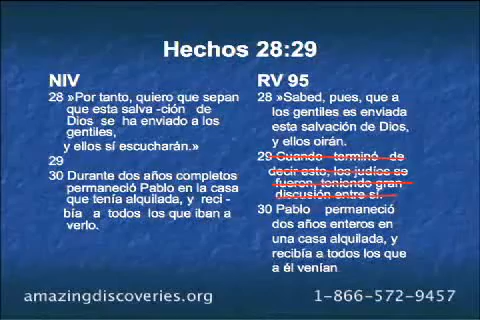 Hechos 28:29
NIV
28 »Por tanto, quiero que sepan
que esta salva -ción de
Dios se ha enviado a los
gentiles,
y ellos sí escucharán.»
29
30 Durante dos años completos
permaneció Pablo en la casa
que tenía alquilada, y reci -
bía a todos los que iban a
verlo.
RV 95
28 »Sabed, pues, que a
los gentiles es enviada
esta salvación de Dios,
y ellos oirán.
29 Cuando terminó de
decir esto, los judíos se
fueron, teniendo gran
discusión entre sí.
30 Pablo permaneció
dos años enteros en
una casa alquilada, y
recibía a todos los que
a él venían
amazingdiscoveries.org
1-866-572-9457